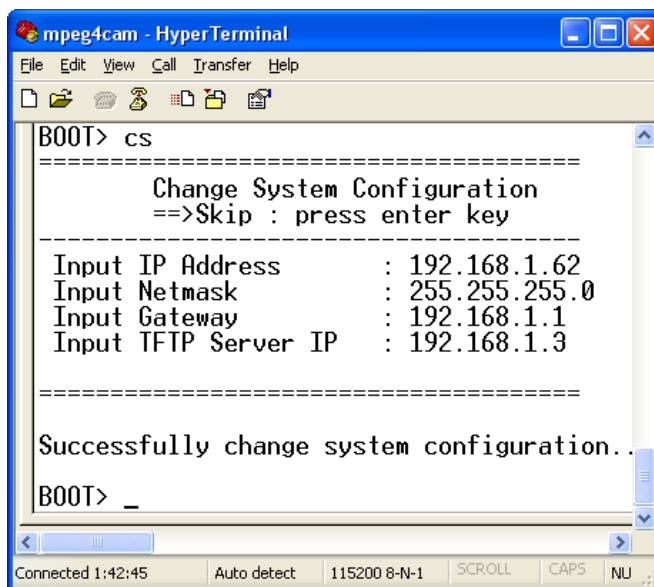 mpeg4cam - HyperTerminal
File Edit View Call Transfer Help
BOOT> cs
=======================================
Change System Configuration
==>Skip : press enter key
---------------------------------------
Input IP Address : 192.168.1.62
Input Netmask : 255.255.255.0
Input Gateway : 192.168.1.1
Input TFTP Server IP : 192.168.1.3
=======================================
Successfully change system configuration..
BOOT> _
Connected 1:42:45 Auto detect 115200 8-N-1 SCROLL CAPS NU